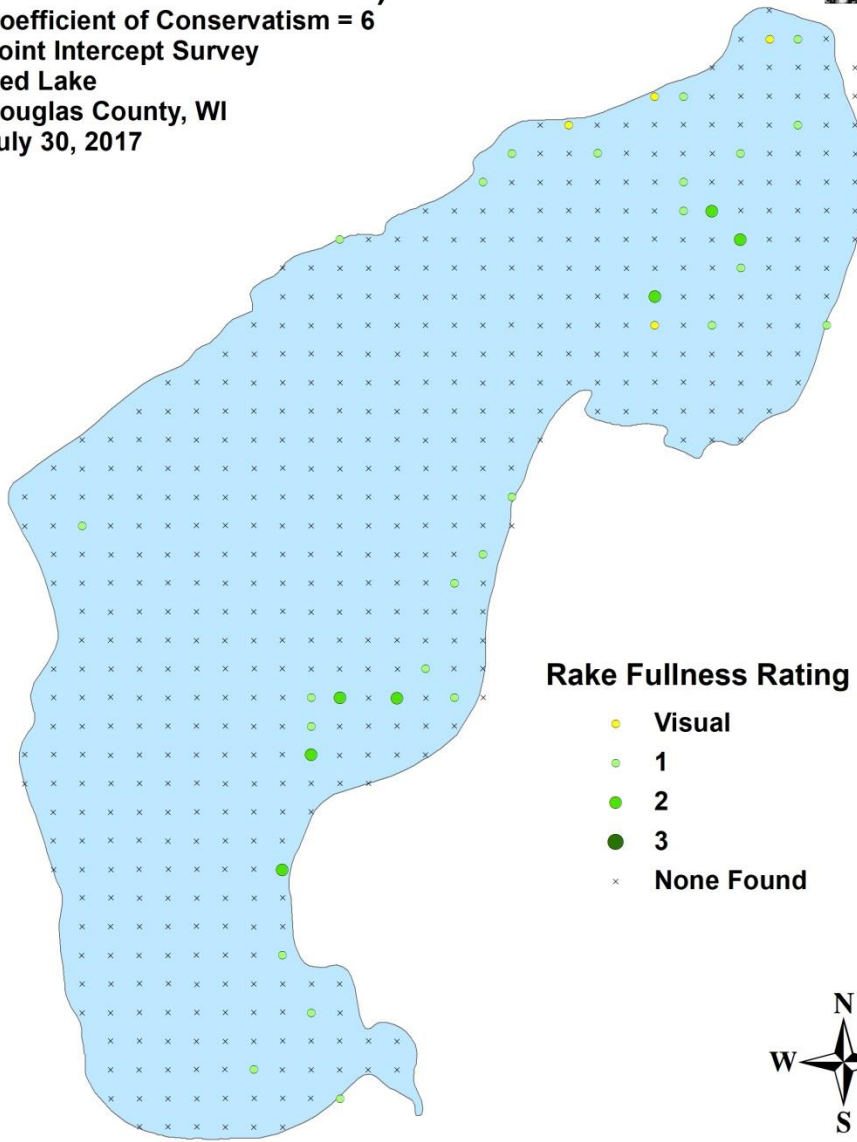 oefficient of Conservatism = 6
oint Intercept Survey
ed Lake
ouglas County, WI
uly 30, 2017
Rake Fullness Rating
Visual
1
2
3
None Found
N
W
S